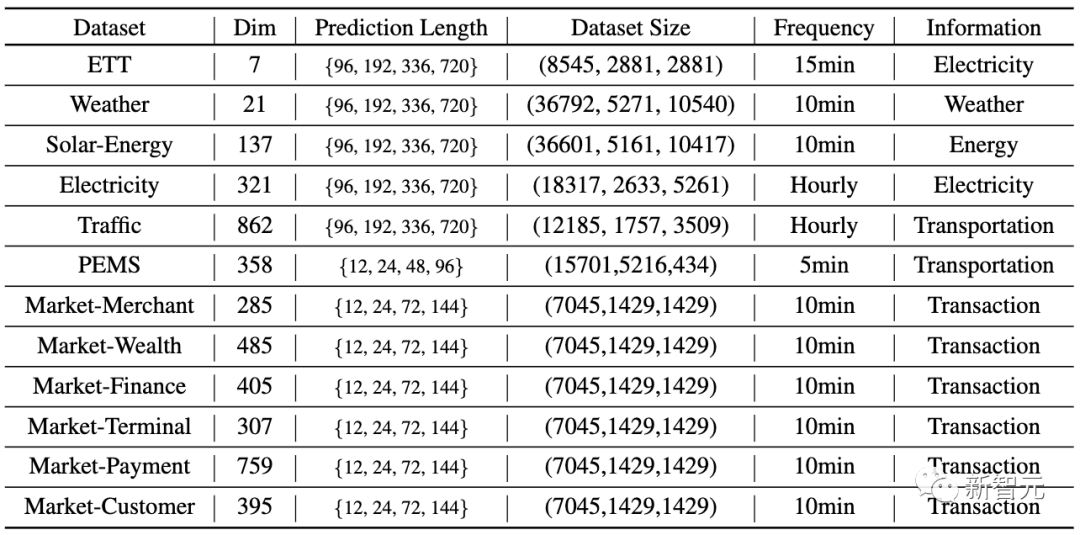 Dataset Dim Prediction Length Dataset Size Frequency Information
ETT 7 {96, 192, 336, 720} (8545, 2881, 2881) 15min Electricity
Weather 21 {96, 192, 336, 720} (36792, 5271, 10540) 10min Weather
Solar-Energy 137 {96, 192, 336, 720} (36601, 5161, 10417) 10min Energy
Electricity 321 {96, 192, 336, 720} (18317, 2633, 5261) Hourly Electricity
Traffic 862 {96, 192, 336, 720} (12185, 1757, 3509) Hourly Transportation
PEMS 358 {12, 24, 48, 96} (15701,5216,434) 5min Transportation
Market-Merchant 285 {12, 24, 72, 144} (7045,1429,1429) 10min Transaction
Market-Wealth 485 {12, 24, 72, 144} (7045,1429,1429) 10min Transaction
Market-Finance 405 {12, 24, 72, 144} (7045,1429,1429) 10min Transaction
Market-Terminal 307 {12, 24, 72, 144} (7045,1429,1429) 10min Transaction
Market-Payment 759 {12, 24, 72, 144} (7045,1429,1429) 10min Transaction
新智元
Market-Customer 395 {12, 24, 72, 144} (7045,1429,1429) 10min Transaction